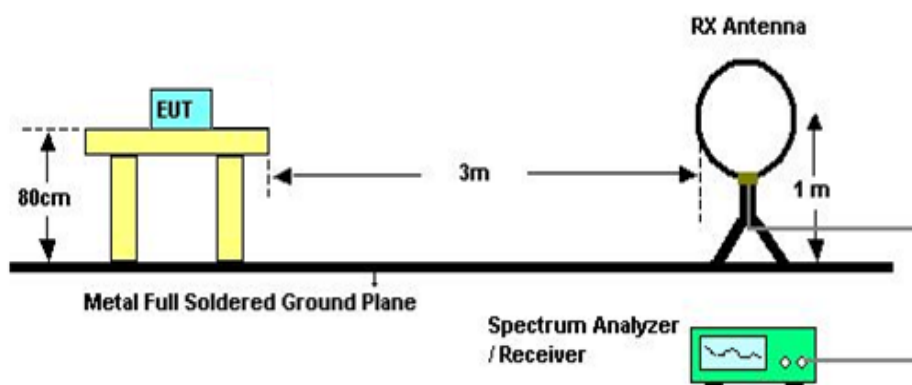 RX Antenna
EUT
80cm
3m
1 m
Metal Full Soldered Ground Plane
Spectrum Analyzer
/ Receiver